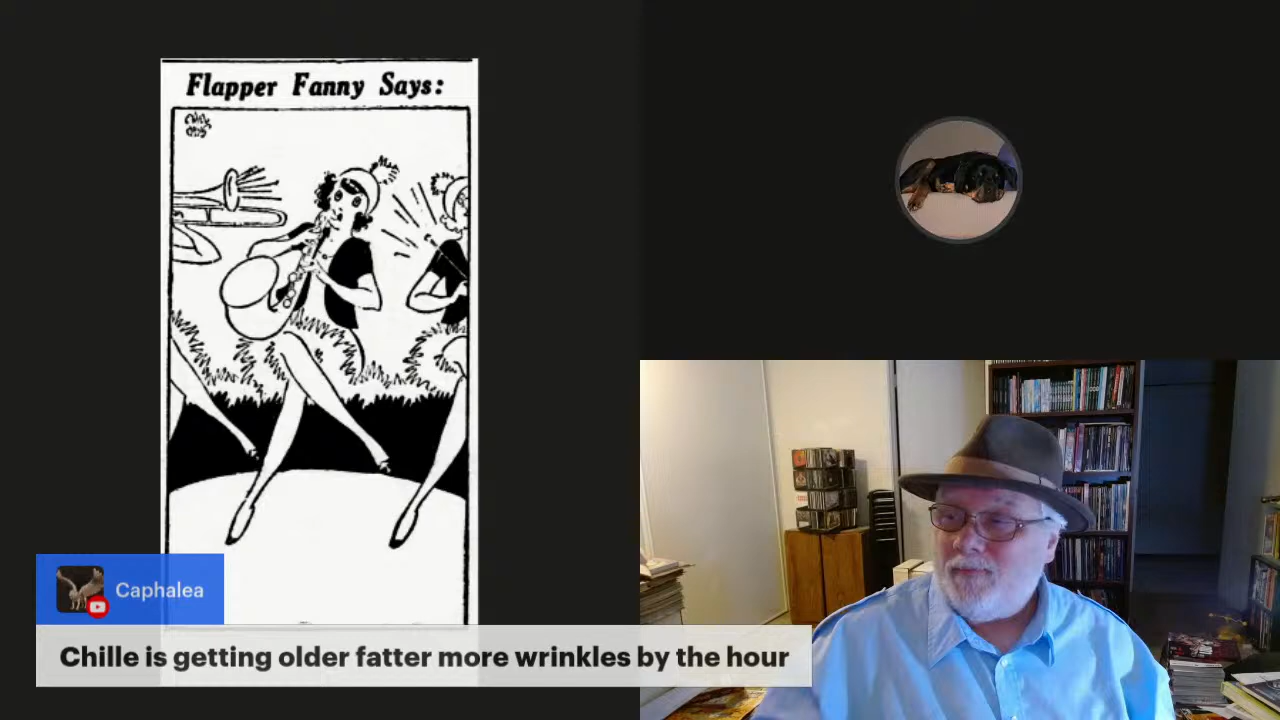 Flapper Fanny Says:
Caphalea
Chille is getting older fatter more wrinkles by the hour